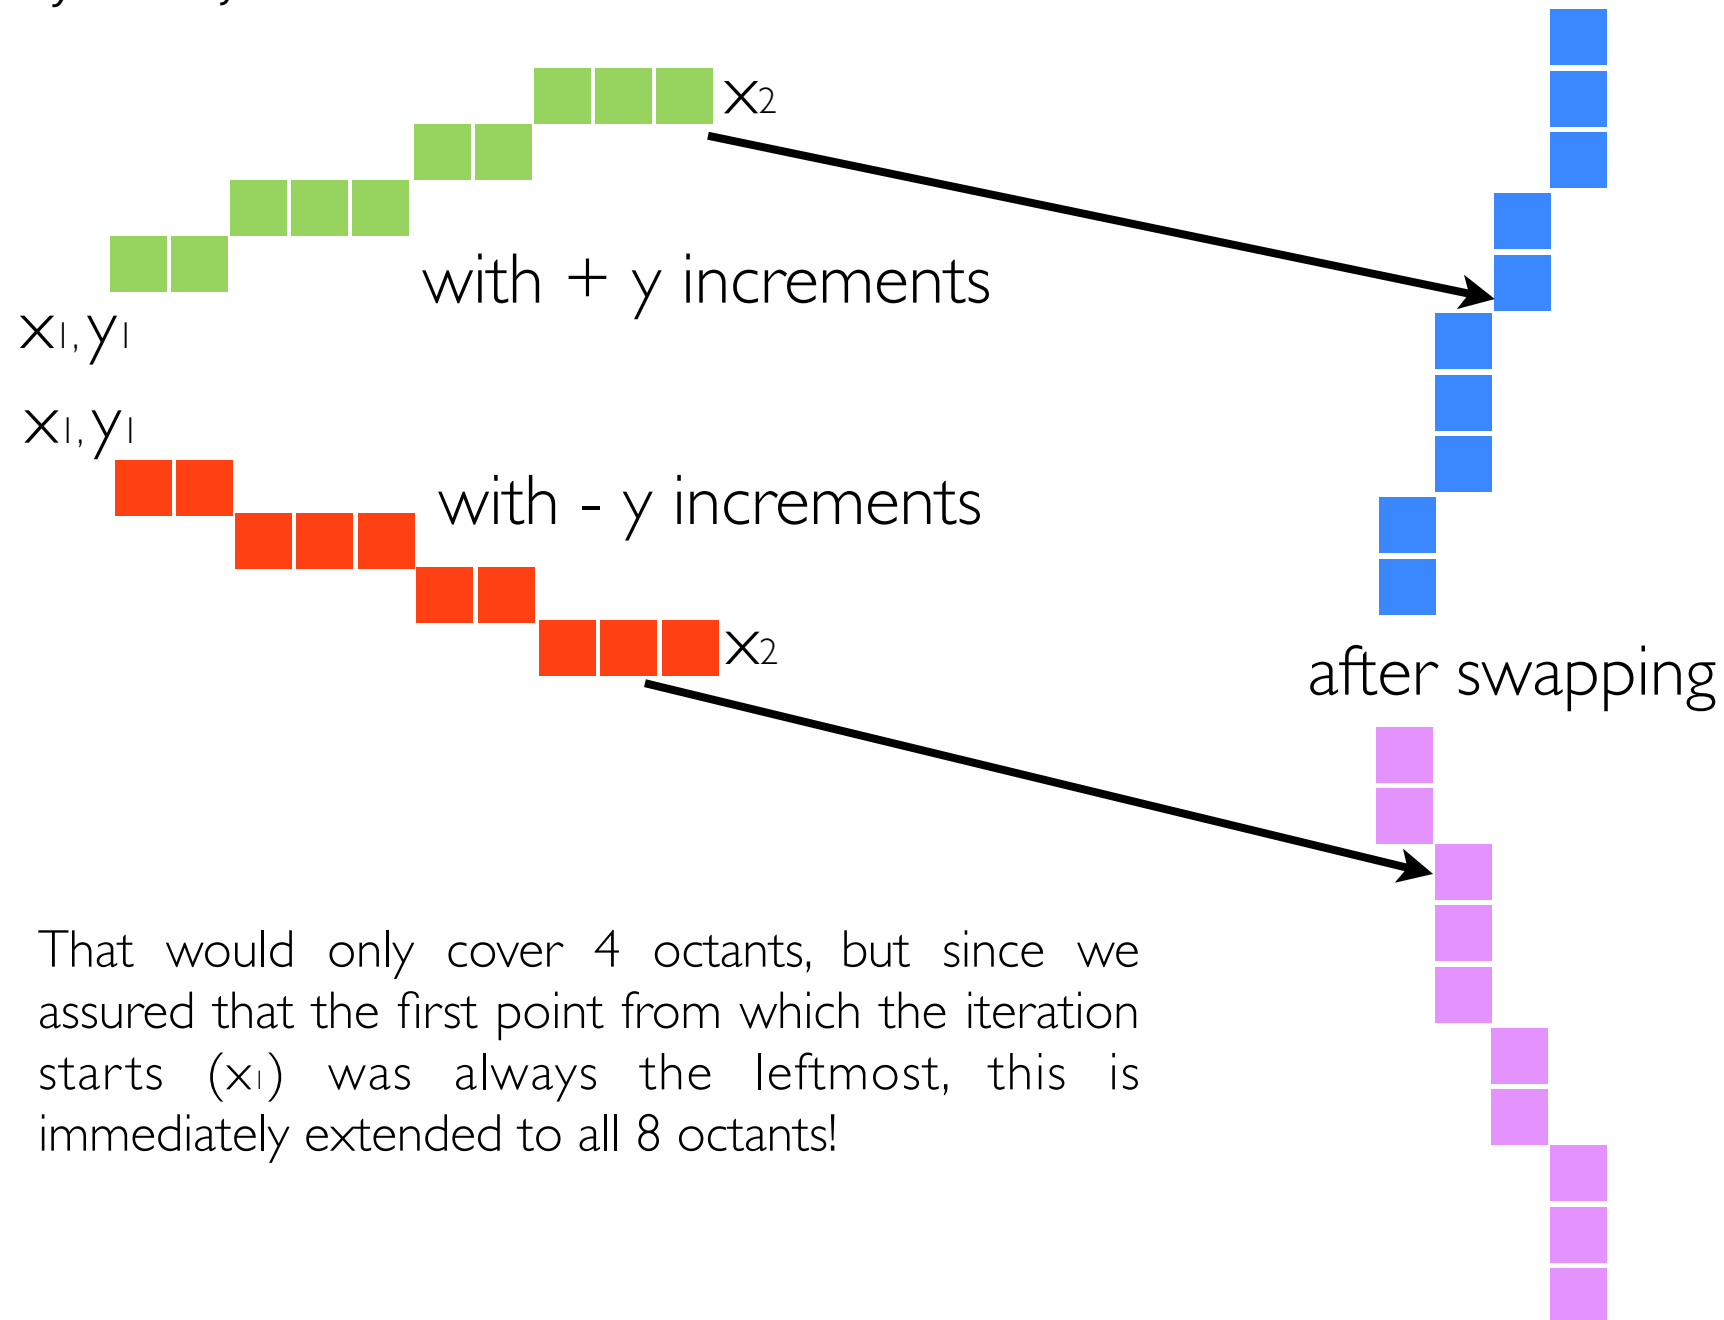 x2
with + y increments
x1, y1
x1, y1
with - y increments
x2
after swapping
That would only cover 4 octants, but since we
assured that the first point from which the iteration
starts (x1) was always the leftmost, this is
immediately extended to all 8 octants!